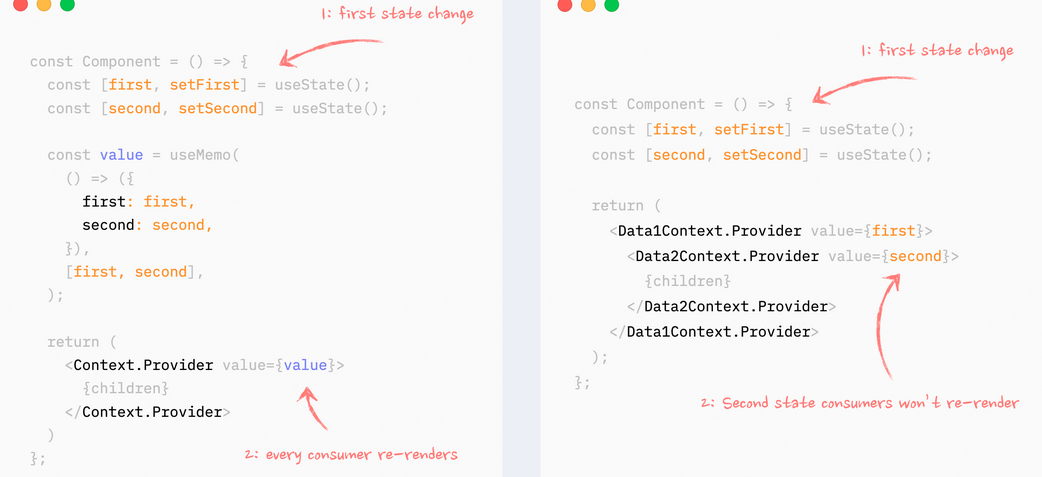 1: first state change
const Component = () => {
const [first, setFirst] = useState();
const [second, setSecond] = useState();
const value = useMemo(
() => ({
first: first,
second: second,
}),
[first, second],
);
return (
<Context.Provider value={value}>
{children}
</Context.Provider>
)
};
2: every consumer re-renders
1: first state change
const Component = () => {
const [first, setFirst] = useState();
const [second, setSecond] = useState();
return (
<Data1Context.Provider value={first}>
<Data2Context.Provider value={second}>
{children}
</Data2Context.Provider>
</Data1Context.Provider>
);
};
2: Second state consumers won't re-render